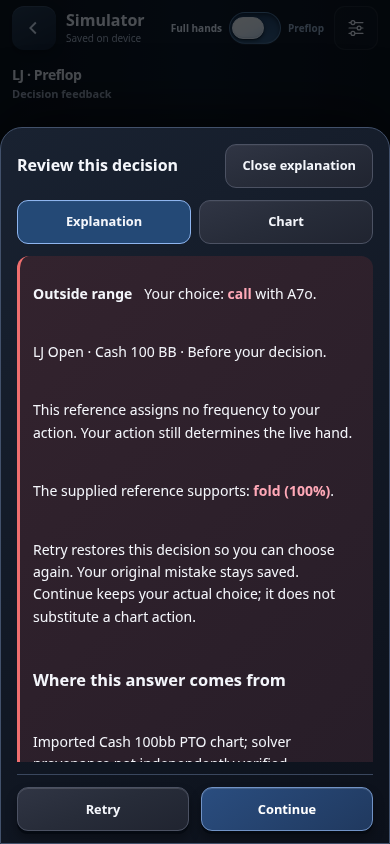 Simulator
Saved on device
Full hands
Preflop
LJ · Preflop
Decision feedback
Review this decision
Close explanation
Explanation
Chart
Outside range Your choice: call with A7o.
LJ Open · Cash 100 BB · Before your decision.
This reference assigns no frequency to your
action. Your action still determines the live hand.
The supplied reference supports: fold (100%).
Retry restores this decision so you can choose
again. Your original mistake stays saved.
Continue keeps your actual choice; it does not
substitute a chart action.
Where this answer comes from
Imported Cash 100bb PTO chart; solver
provenance not independently verified
Retry
Continue